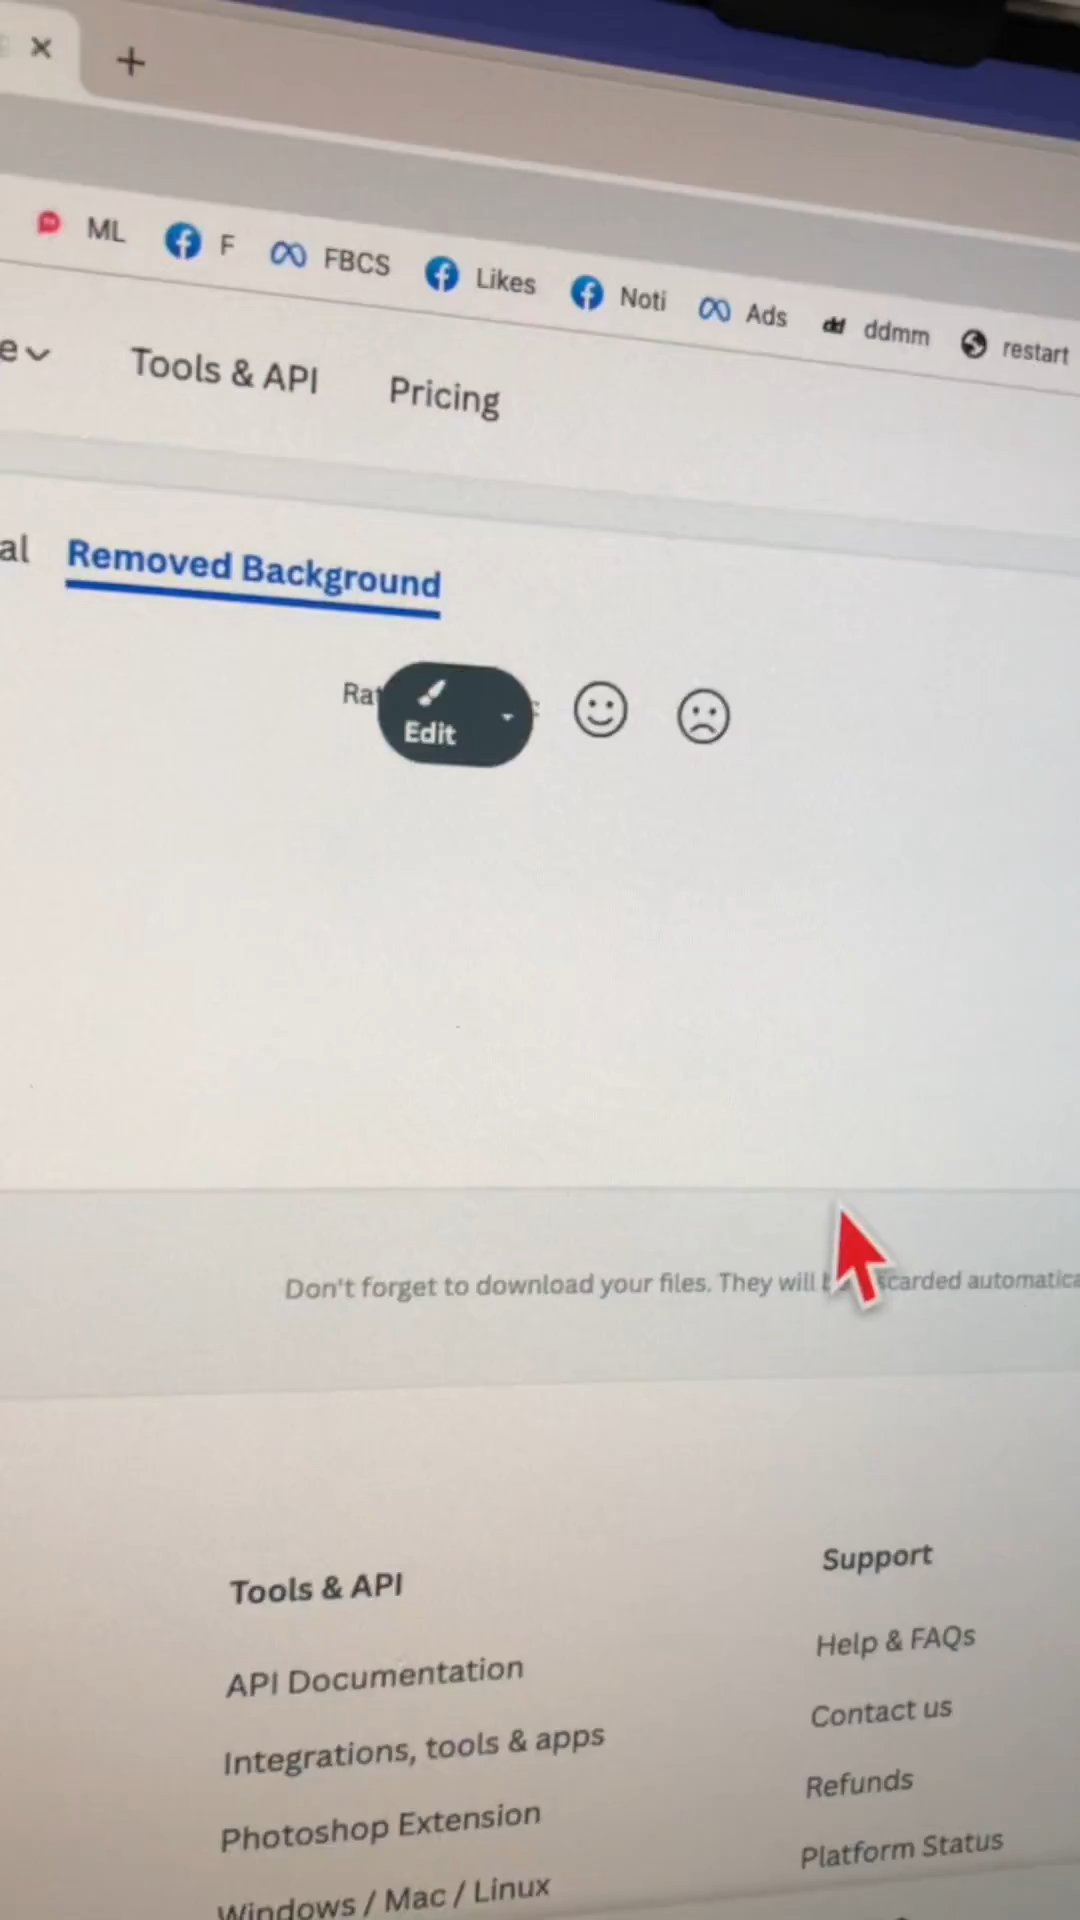 ML F FBCS Likes Noti Ads ddmm restart
Tools & API Pricing
Removed Background
Edit
Don't forget to download your files. They will
Tools & API
API Documentation
Integrations, tools & apps
Photoshop Extension
Windows / Mac / Linux
Support
Help & FAQs
Contact us
Refunds
Platform Status